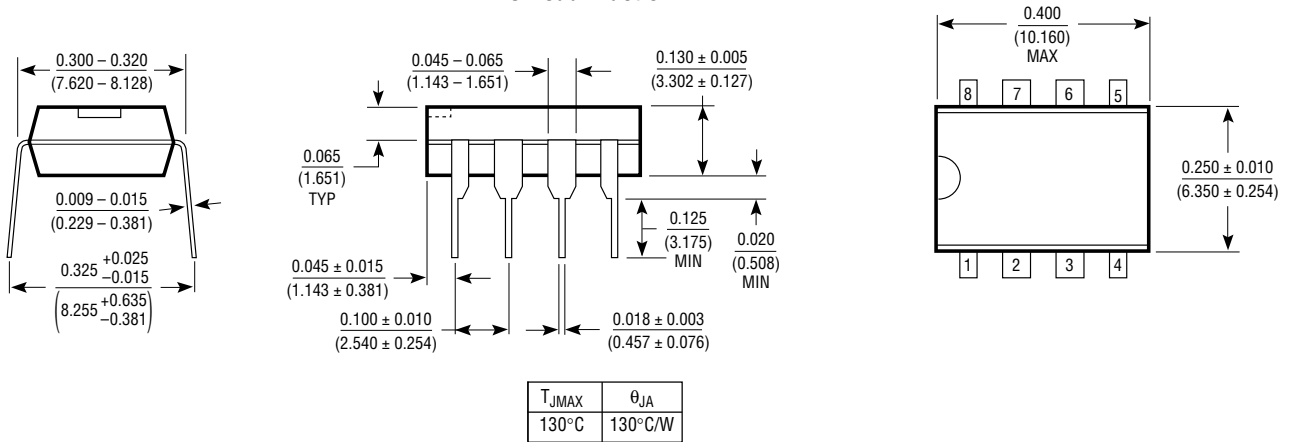 0.300 – 0.320
(7.620 – 8.128)
0.009 – 0.015
(0.229 – 0.381)
0.325 +0.025
–0.015
(8.255 +0.635
–0.381)
0.045 – 0.065
(1.143 – 1.651)
0.130 ± 0.005
(3.302 ± 0.127)
0.065
(1.651)
TYP
0.125
(3.175)
MIN
0.020
(0.508)
MIN
0.045 ± 0.015
(1.143 ± 0.381)
0.100 ± 0.010
(2.540 ± 0.254)
0.018 ± 0.003
(0.457 ± 0.076)
0.400
(10.160)
MAX
8 7 6 5
0.250 ± 0.010
(6.350 ± 0.254)
1 2 3 4
TJMAX θJA
130°C 130°C/W